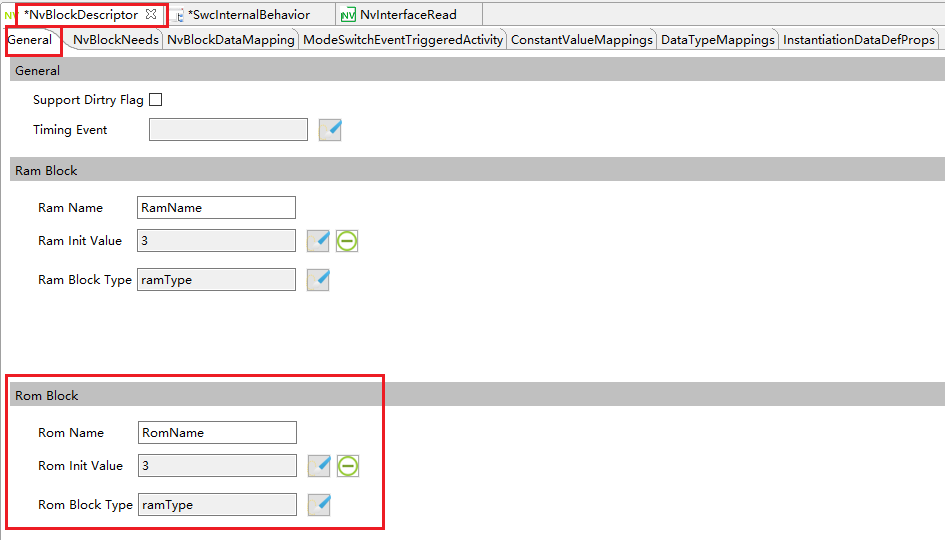 NV *NvBlockDescriptor *SwcInternalBehavior NV NvInterfaceRead
General NvBlockNeeds NvBlockDataMapping ModeSwitchEventTriggeredActivity ConstantValueMappings DataTypeMappings InstantiationDataDefProps
General
Support Dirtry Flag
Timing Event
Ram Block
Ram Name RamName
Ram Init Value 3
Ram Block Type ramType
Rom Block
Rom Name RomName
Rom Init Value 3
Rom Block Type ramType